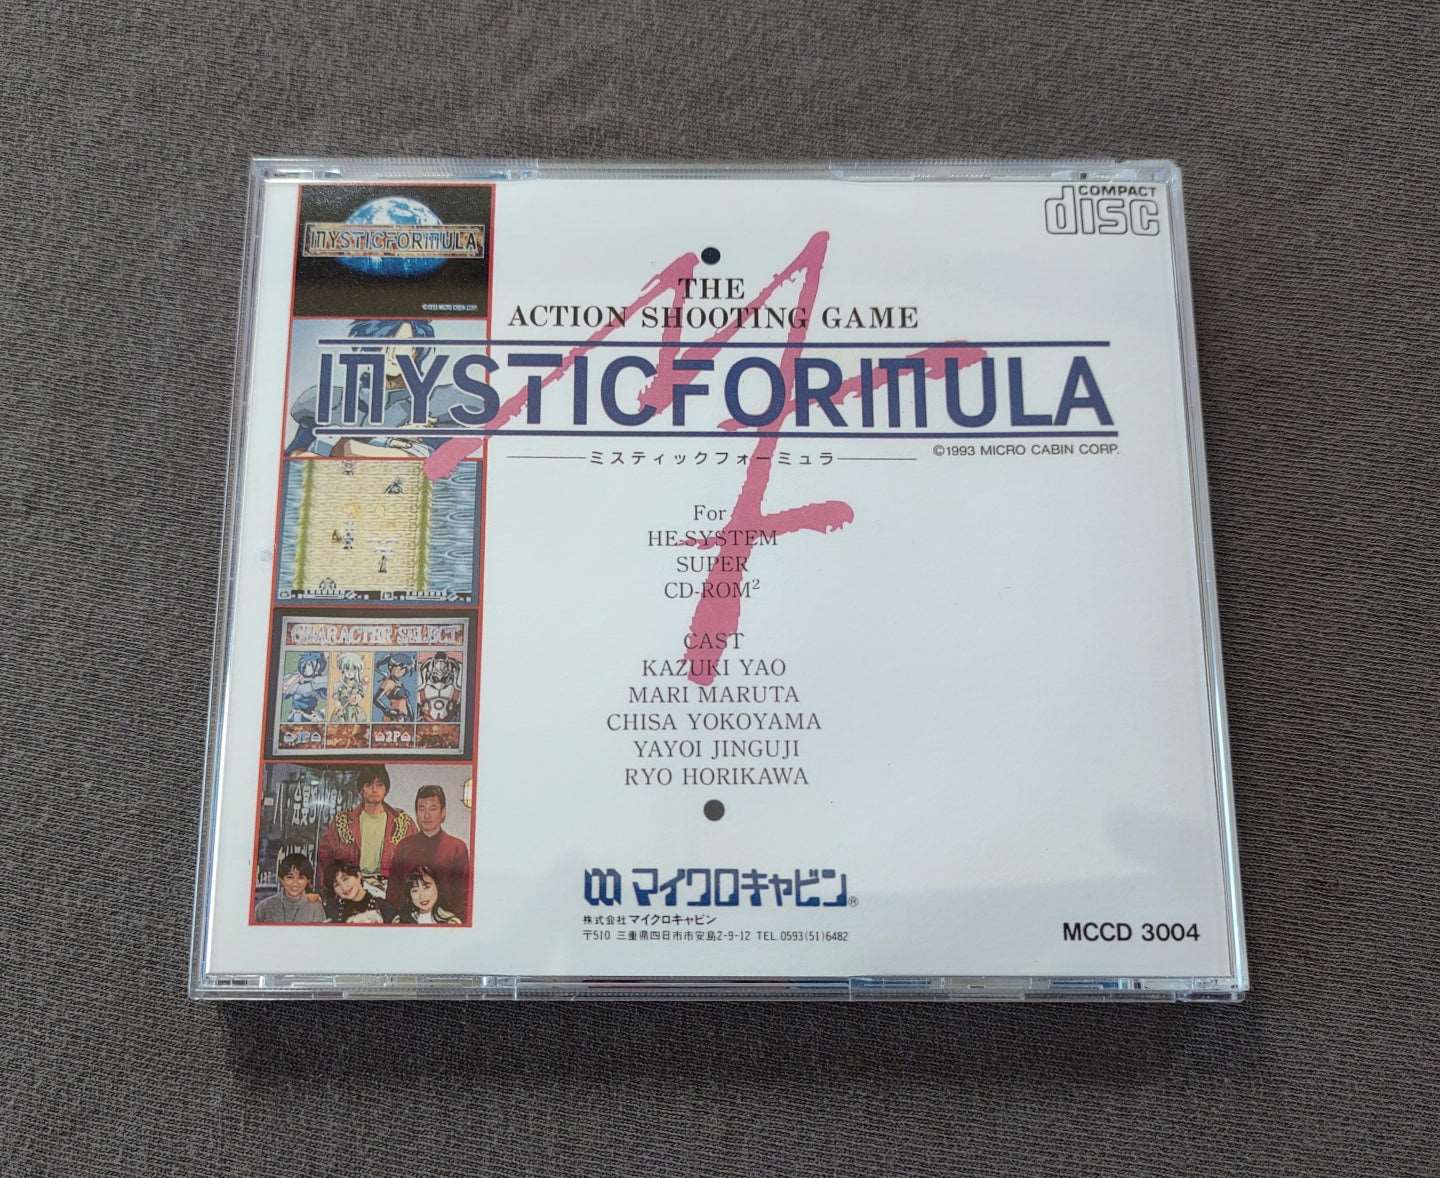 COMPACT
disc
MYSTICFORMULA
©1993 MICRO CABIN CORP.
THE
ACTION SHOOTING GAME
MYSTICFORMULA
ミスティックフォーミュラ
©1993 MICRO CABIN CORP.
For
HE-SYSTEM
SUPER
CD-ROM²
CAST
KAZUKI YAO
MARI MARUTA
CHISA YOKOYAMA
YAYOI JINGUJI
RYO HORIKAWA
CHARACTER SELECT
1P
2P
マイクロキャビン®
株式会社マイクロキャビン
〒510 三重県四日市市安島2-9-12 TEL.0593(51)6482
MCCD 3004